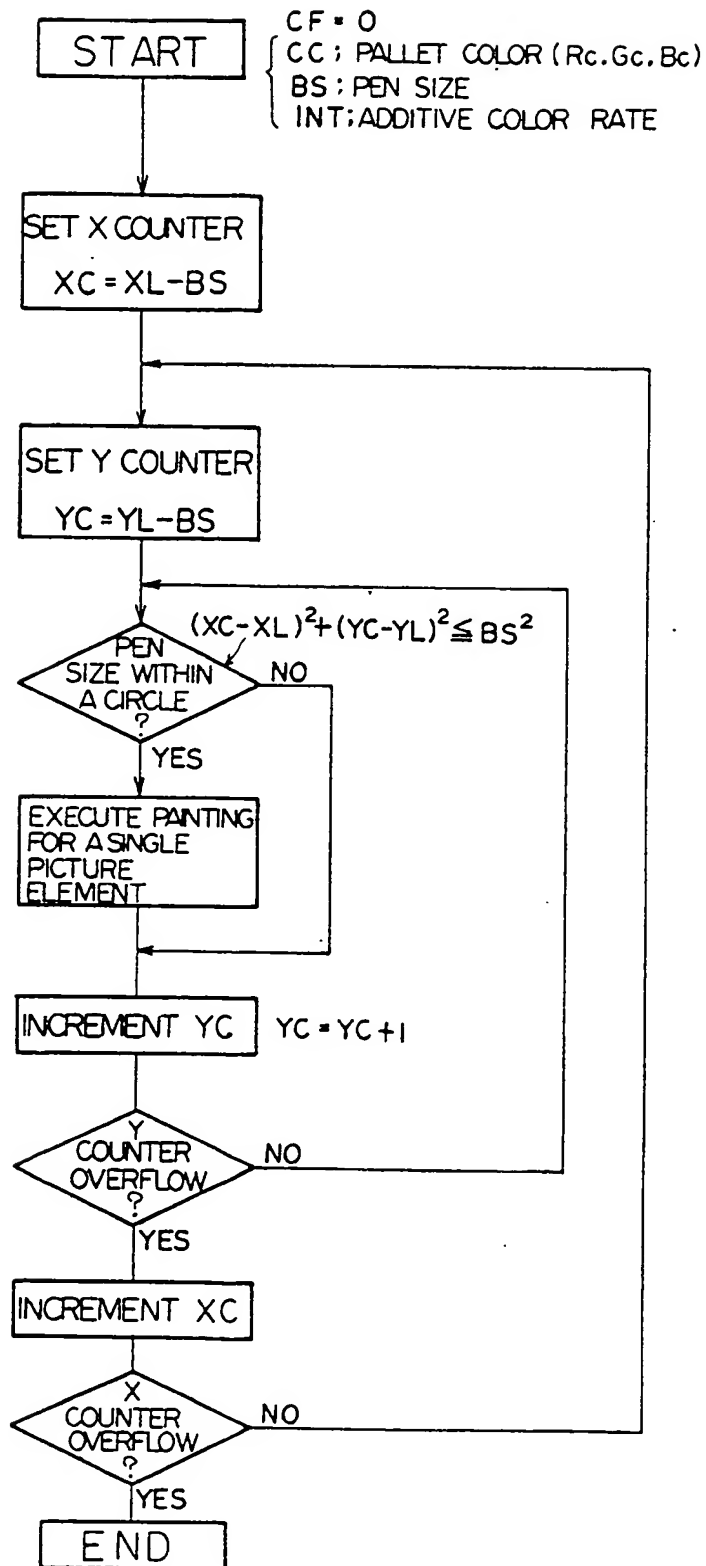 START
CF = 0
CC ; PALLET COLOR (Rc.Gc.Bc)
BS ; PEN SIZE
INT ; ADDITIVE COLOR RATE
SET X COUNTER
XC = XL-BS
SET Y COUNTER
YC = YL-BS
(XC-XL)²+(YC-YL)² ≦ BS²
PEN
SIZE WITHIN
A CIRCLE
?
NO
YES
EXECUTE PAINTING
FOR A SINGLE
PICTURE
ELEMENT
INCREMENT YC
YC = YC +1
Y
COUNTER
OVERFLOW
?
NO
YES
INCREMENT XC
X
COUNTER
OVERFLOW
?
NO
YES
END